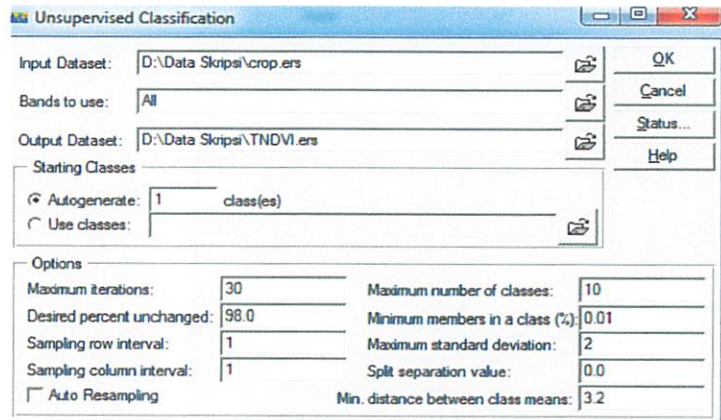 Unsupervised Classification
Input Dataset: D:\Data Skripsi\crop.ers OK
Bands to use: All Cancel
Output Dataset: D:\Data Skripsi\TNDVI.ers Status...
Help
Starting Classes
Autogenerate: 1 class(es)
Use classes:
Options
Maximum iterations: 30 Maximum number of classes: 10
Desired percent unchanged: 98.0 Minimum members in a class (%): 0.01
Sampling row interval: 1 Maximum standard deviation: 2
Sampling column interval: 1 Split separation value: 0.0
Auto Resampling Min. distance between class means: 3.2